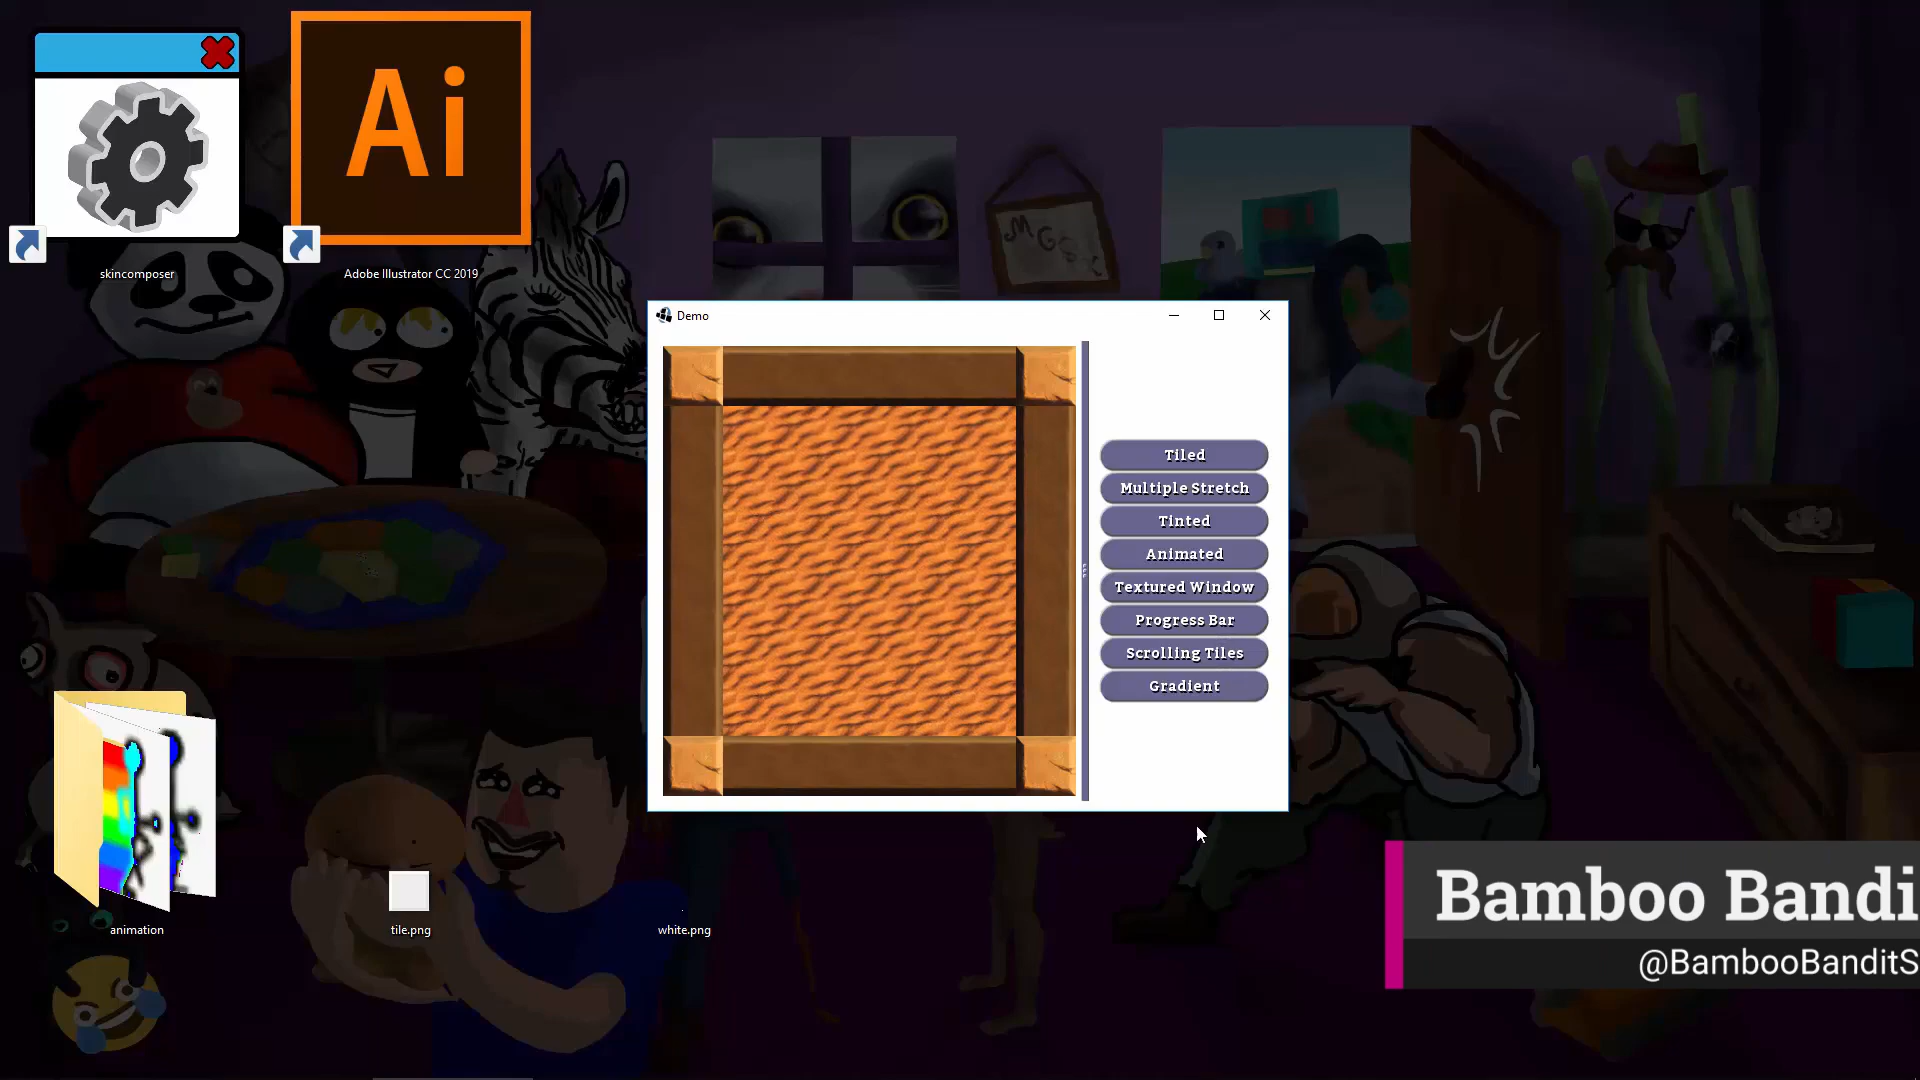 Ai
skincomposer
Adobe Illustrator CC 2019
Demo
Tiled
Multiple Stretch
Tinted
Animated
Textured Window
Progress Bar
Scrolling Tiles
Gradient
animation
tile.png
white.png
Bamboo Bandi
@BambooBanditS